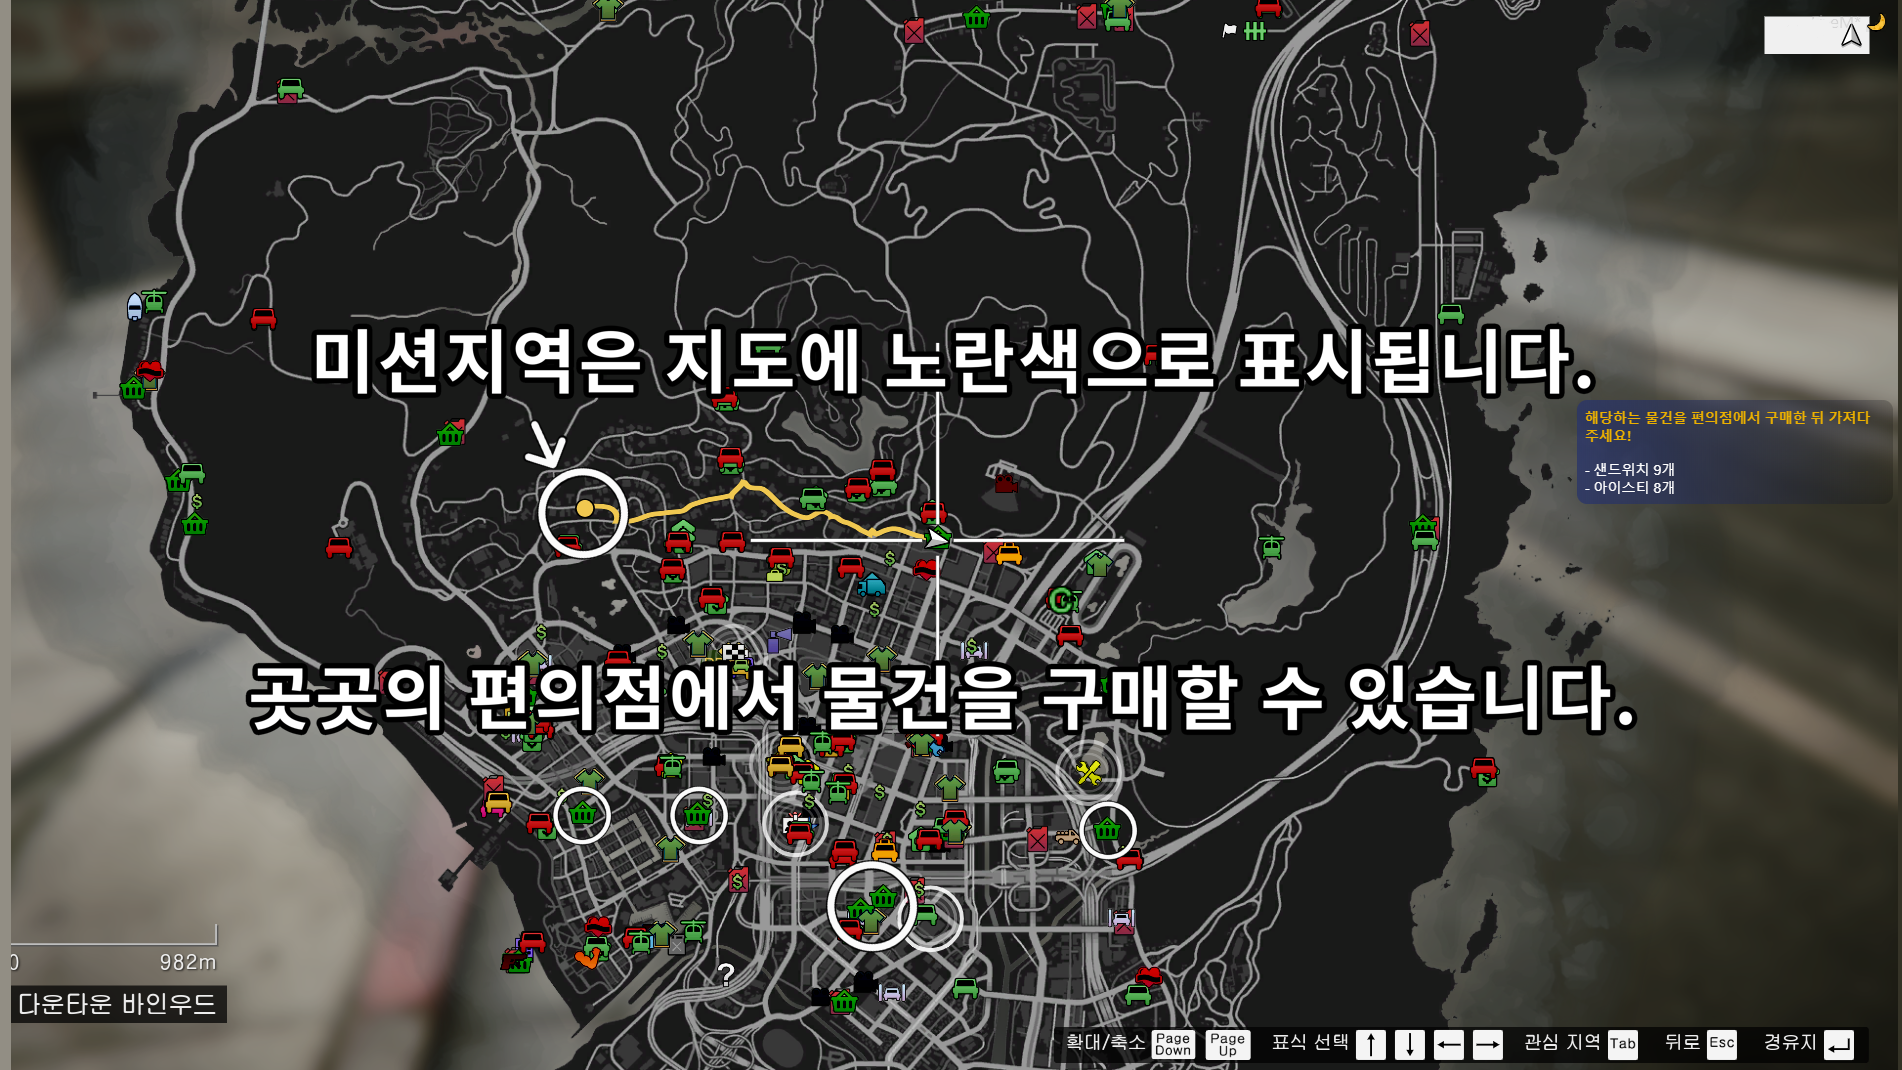 미션지역은 지도에 노란색으로 표시됩니다.
해당하는 물건을 편의점에서 구매한 뒤 가져다
주세요!
- 샌드위치 9개
- 아이스티 8개
곳곳의 편의점에서 물건을 구매할 수 있습니다.
0 982m
다운타운 바인우드
확대/축소 Page Down Page Up 표식 선택 ↑ ↓ ← → 관심 지역 Tab 뒤로 Esc 경유지